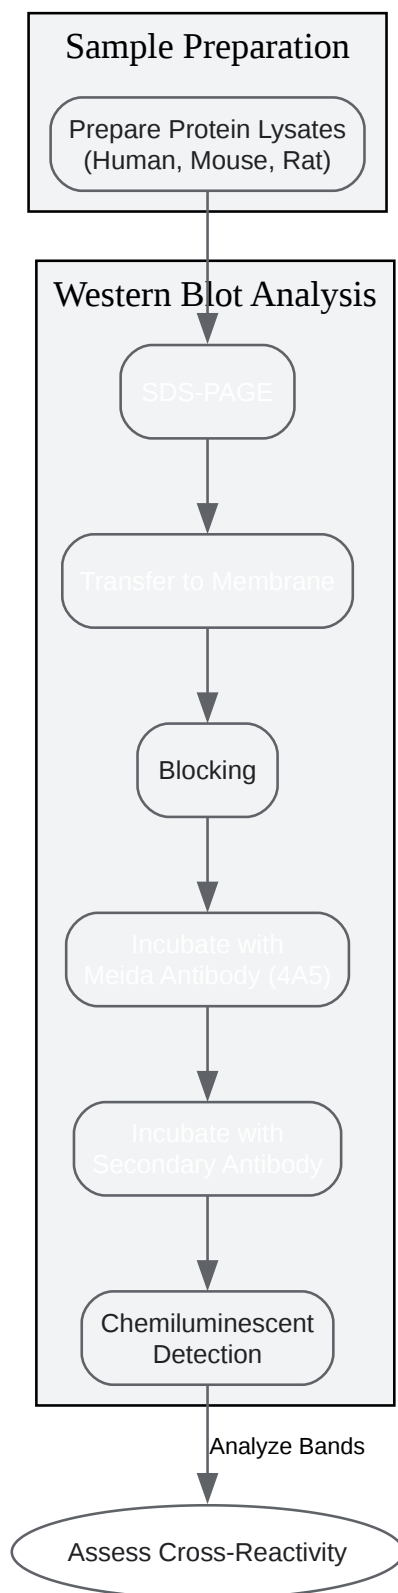 Sample Preparation
Prepare Protein Lysates
(Human, Mouse, Rat)
Western Blot Analysis
SDS-PAGE
Transfer to Membrane
Blocking
Incubate with
Meida Antibody (4A5)
Incubate with
Secondary Antibody
Chemiluminescent
Detection
Analyze Bands
Assess Cross-Reactivity